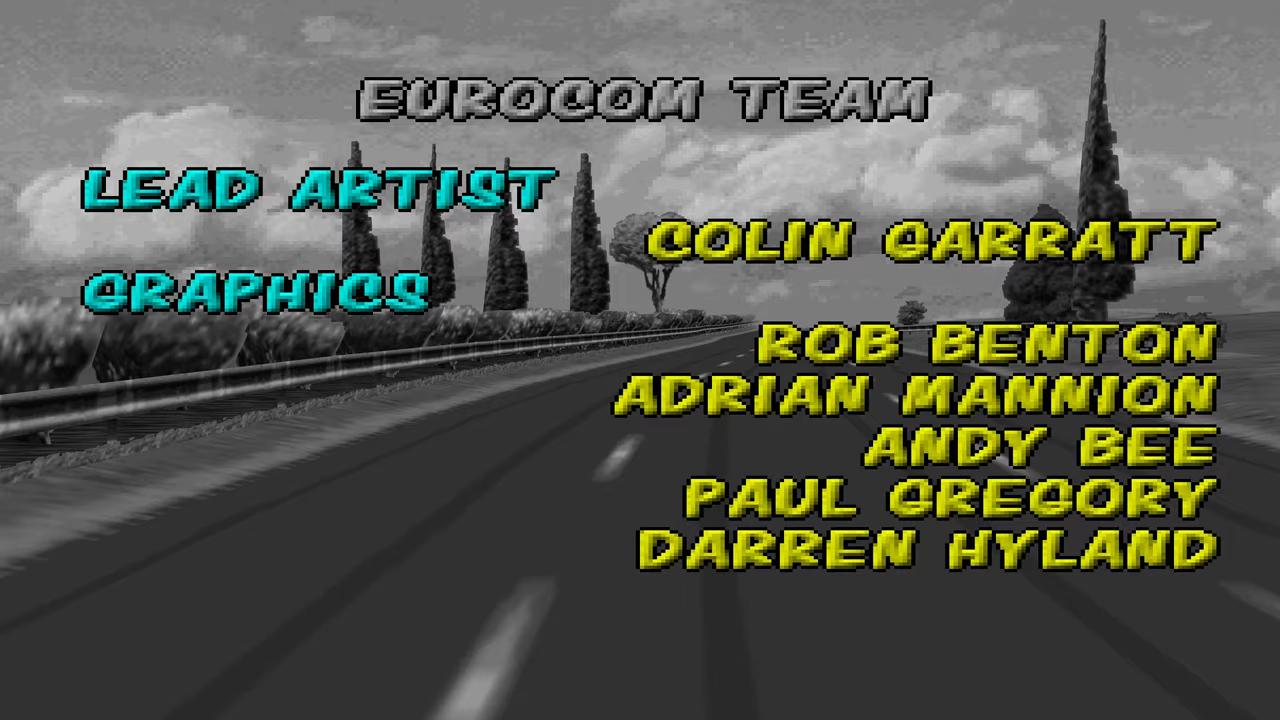 EUROCOM TEAM
LEAD ARTIST
COLIN GARRATT
GRAPHICS
ROB BENTON
ADRIAN MANNION
ANDY BEE
PAUL GREGORY
DARREN HYLAND